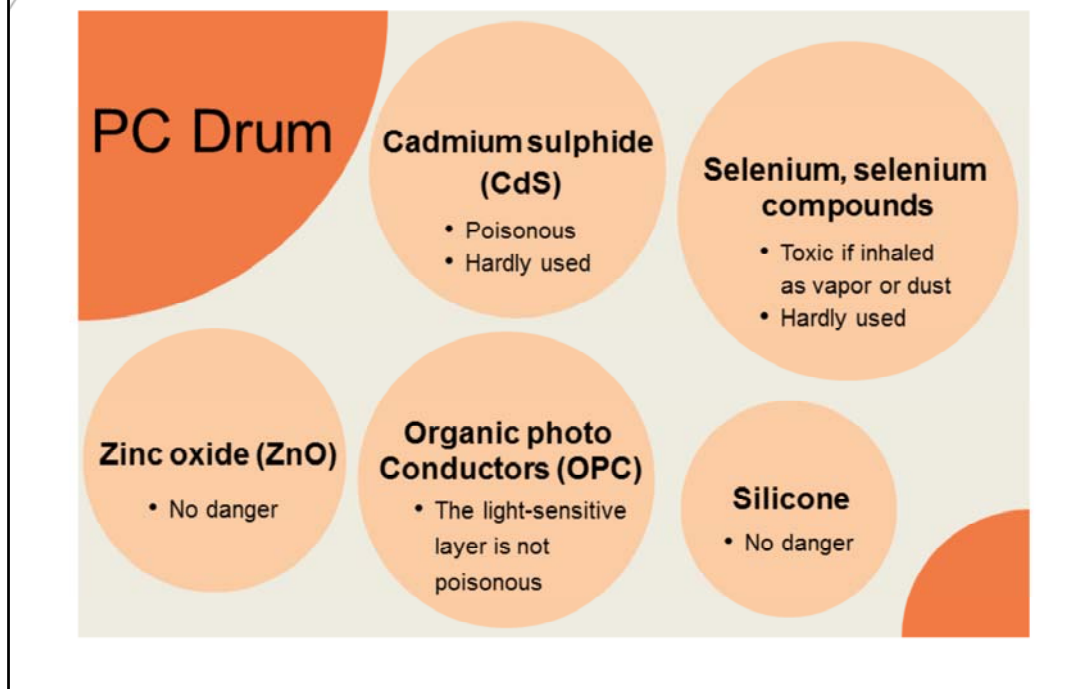 PC Drum
Cadmium sulphide
(CdS)
• Poisonous
• Hardly used
Selenium, selenium
compounds
• Toxic if inhaled
as vapor or dust
• Hardly used
Zinc oxide (ZnO)
• No danger
Organic photo
Conductors (OPC)
• The light-sensitive
layer is not
poisonous
Silicone
• No danger